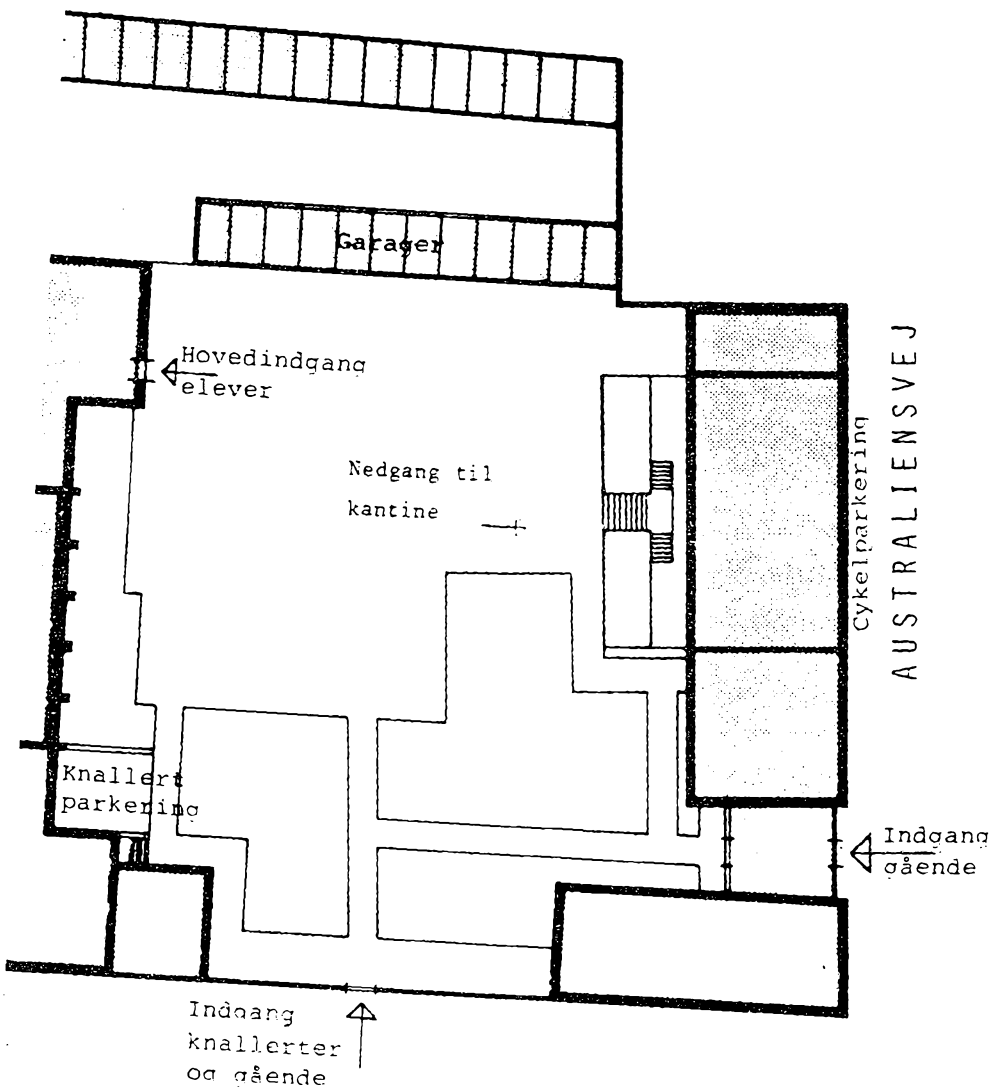 Garager
Hovedindgang
elever
Nedgang til
kantine
Cykelparkering
AUSTRALIENSVEJ
Knallert
parkering
Indgang
gående
Indgang
knallerter
og gående